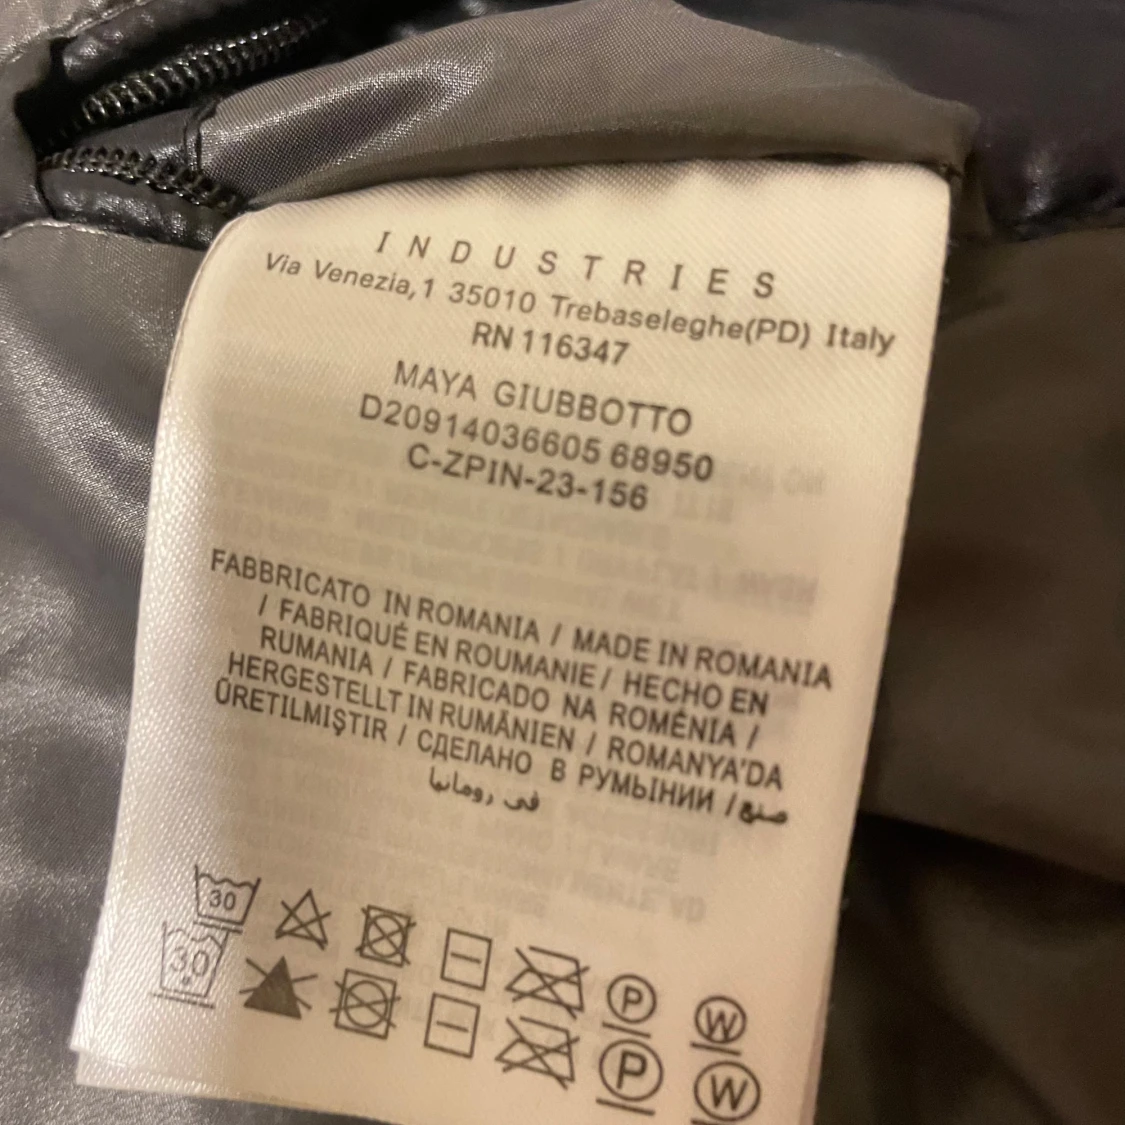 INDUSTRIES
Via Venezia,1 35010 Trebaseleghe(PD) Italy
RN 116347
MAYA GIUBBOTTO
D20914036605 68950
C-ZPIN-23-156
FABBRICATO IN ROMANIA / MADE IN ROMANIA
/ FABRIQUÉ EN ROUMANIE / HECHO EN
RUMANIA / FABRICADO NA ROMÉNIA /
HERGESTELLT IN RUMÄNIEN / ROMANYA'DA
ÜRETILMIŞTIR / СДЕЛАНО В РУМЫНИИ / صنع
في رومانيا
30 P W
30 P W